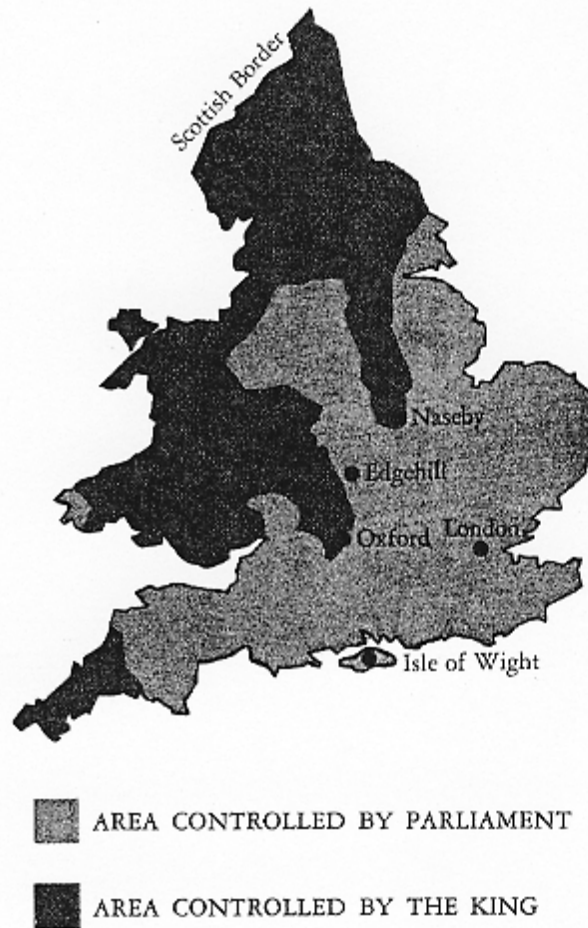 Scottish Border
Naseby
Edgehill
Oxford
London
Isle of Wight
AREA CONTROLLED BY PARLIAMENT
AREA CONTROLLED BY THE KING